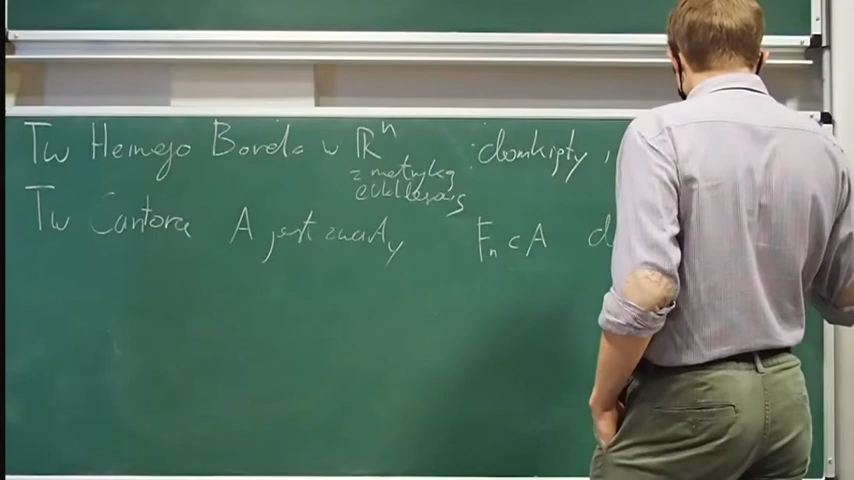 Tw Heinego Borela w ℝⁿ : domknięty,
z metryką
euklidesową
Tw Cantora A jest zwarty Fₙ ⊂ A d